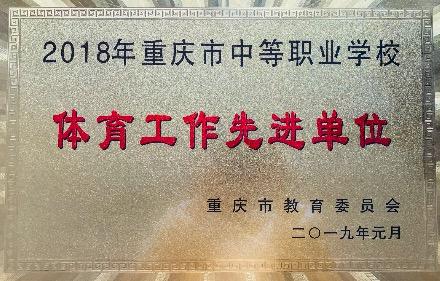 2018年重庆市中等职业学校
体育工作先进单位
重庆市教育委员会
二〇一九年元月